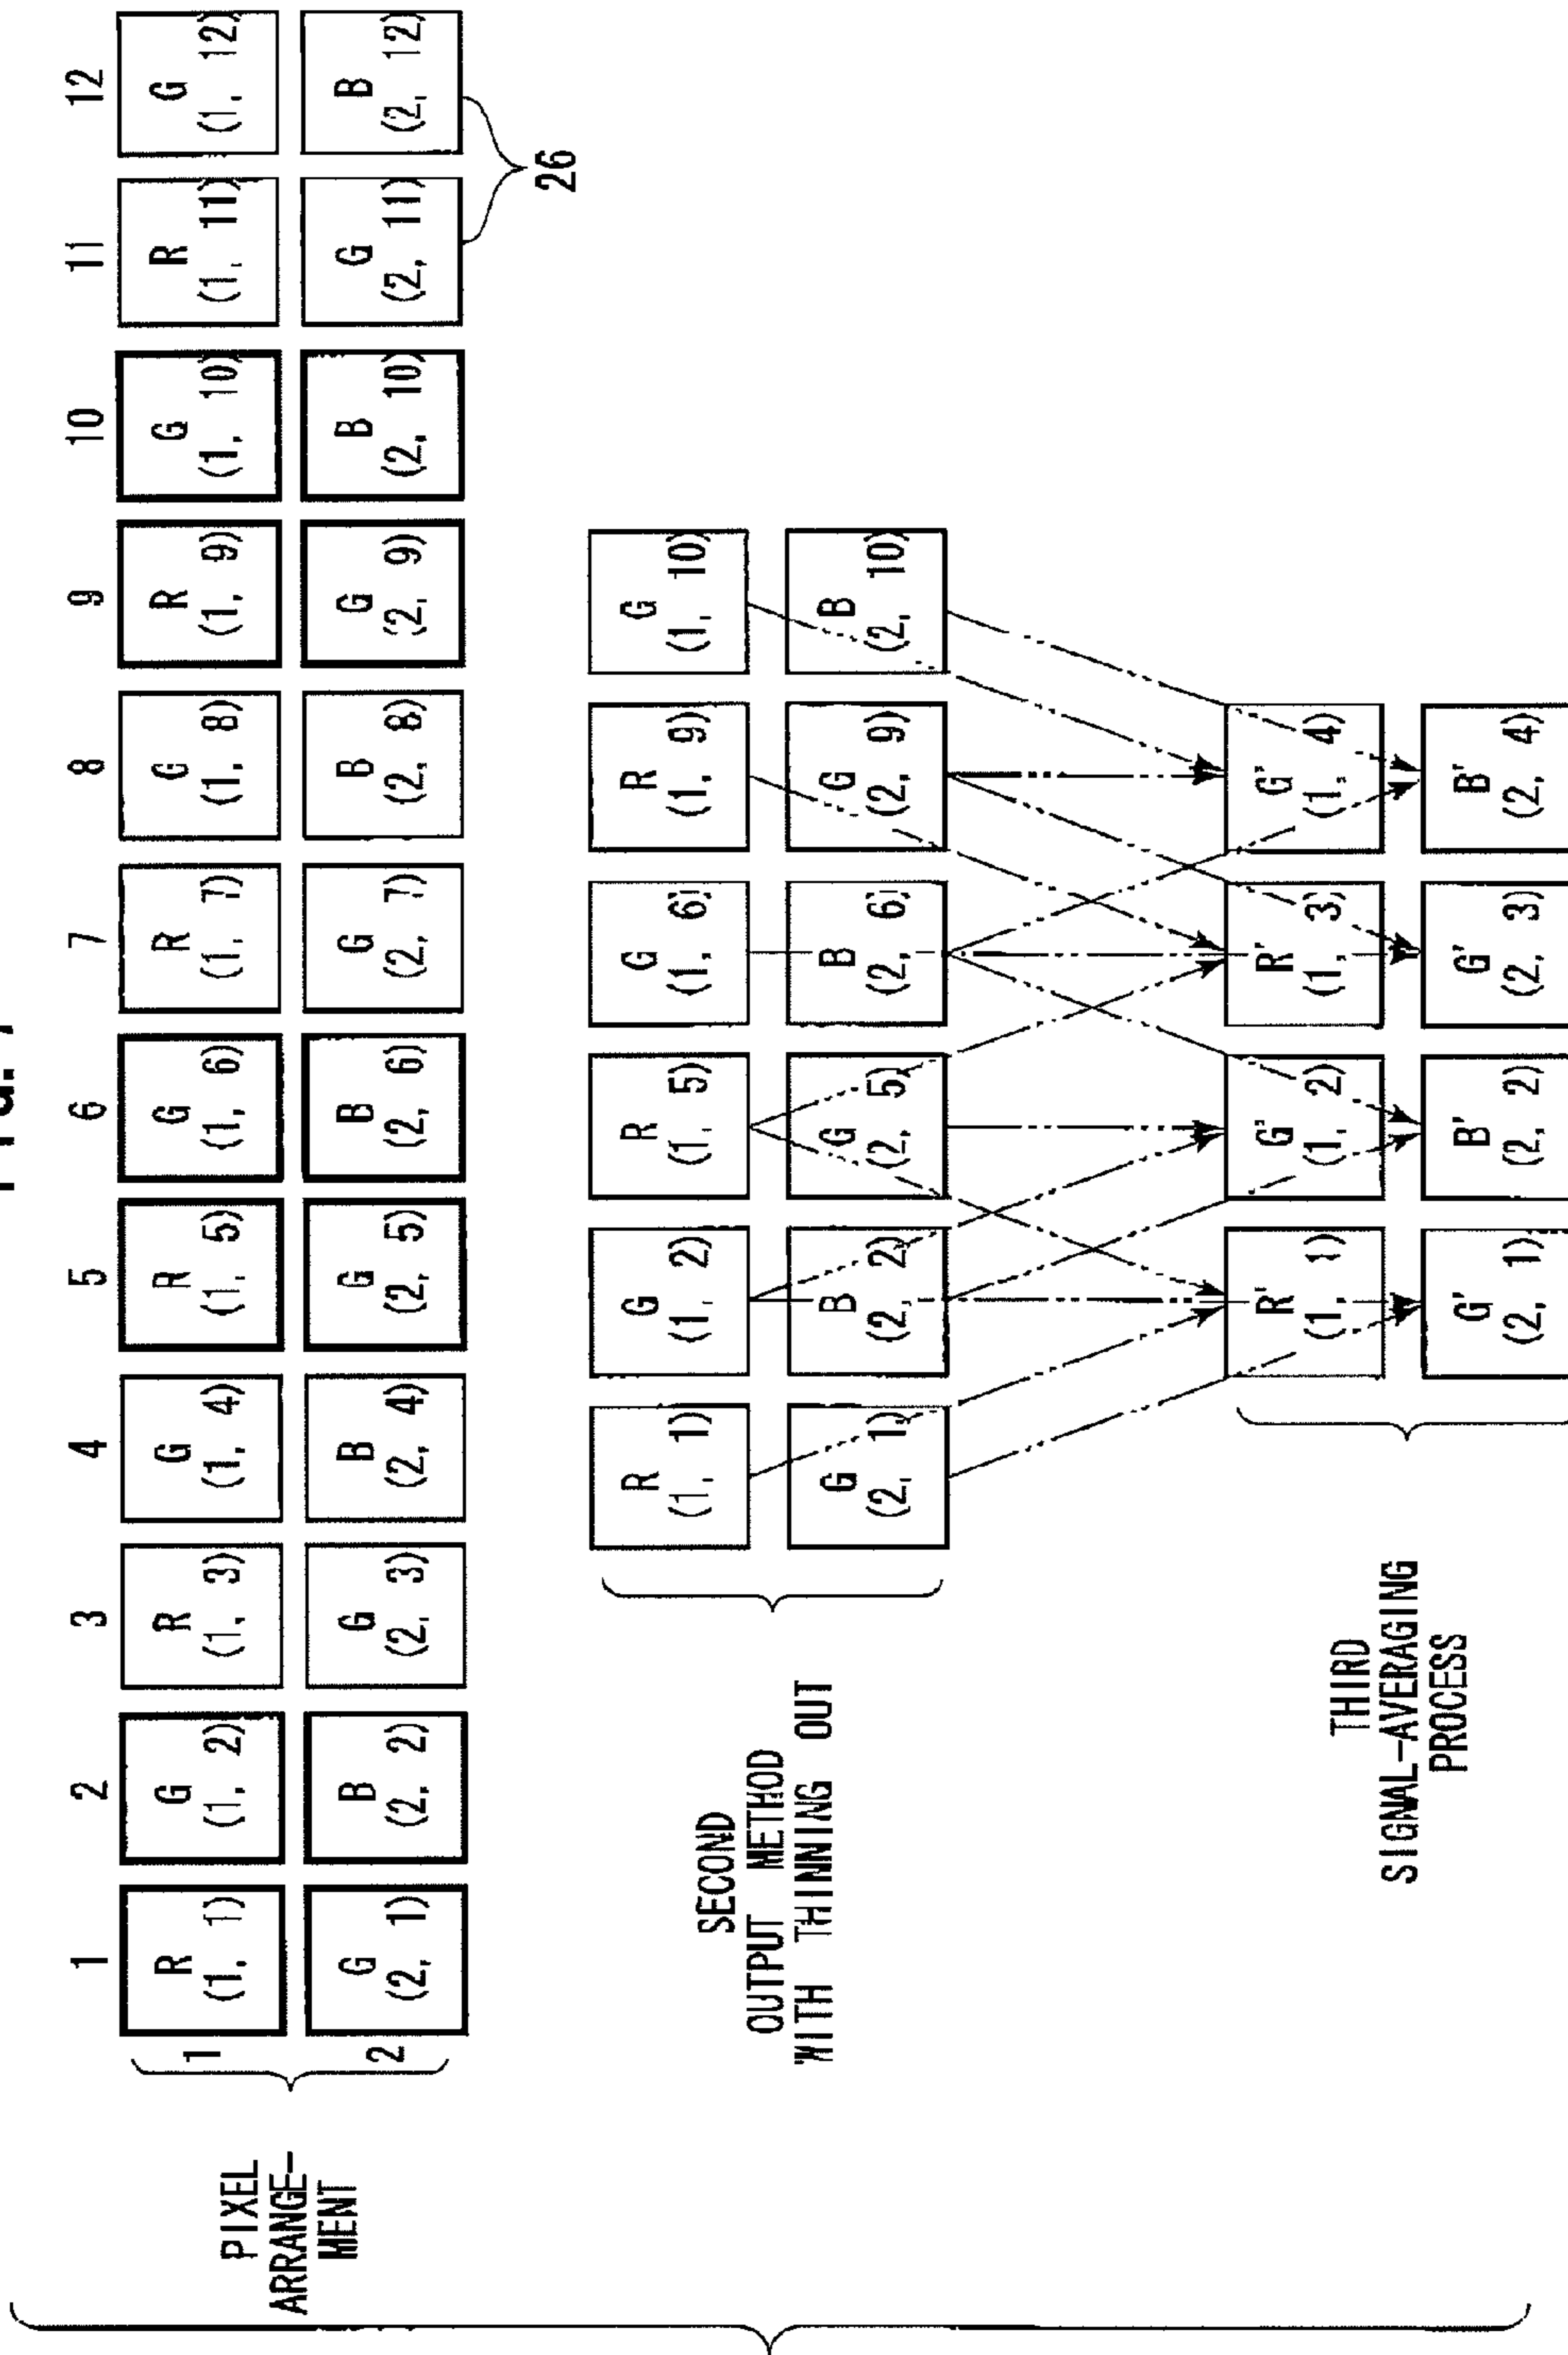 1 2 3 4 5 6 7 8 9 10 11 12
PIXEL
ARRANGE-
MENT
1
R G R G R G R G R G R G
(1, 1) (1, 2) (1, 3) (1, 4) (1, 5) (1, 6) (1, 7) (1, 8) (1, 9) (1, 10) (1, 11) (1, 12)
2
G B G B G B G B G B G B
(2, 1) (2, 2) (2, 3) (2, 4) (2, 5) (2, 6) (2, 7) (2, 8) (2, 9) (2, 10) (2, 11) (2, 12)
26
SECOND
OUTPUT METHOD
WITH THINNING OUT
R G R G R G
(1, 1) (1, 2) (1, 5) (1, 6) (1, 9) (1, 10)
G B G B G B
(2, 1) (2, 2) (2, 5) (2, 6) (2, 9) (2, 10)
THIRD
SIGNAL-AVERAGING
PROCESS
R' G' R' G'
(1, 1) (1, 2) (1, 3) (1, 4)
G' B' G' B'
(2, 1) (2, 2) (2, 3) (2, 4)